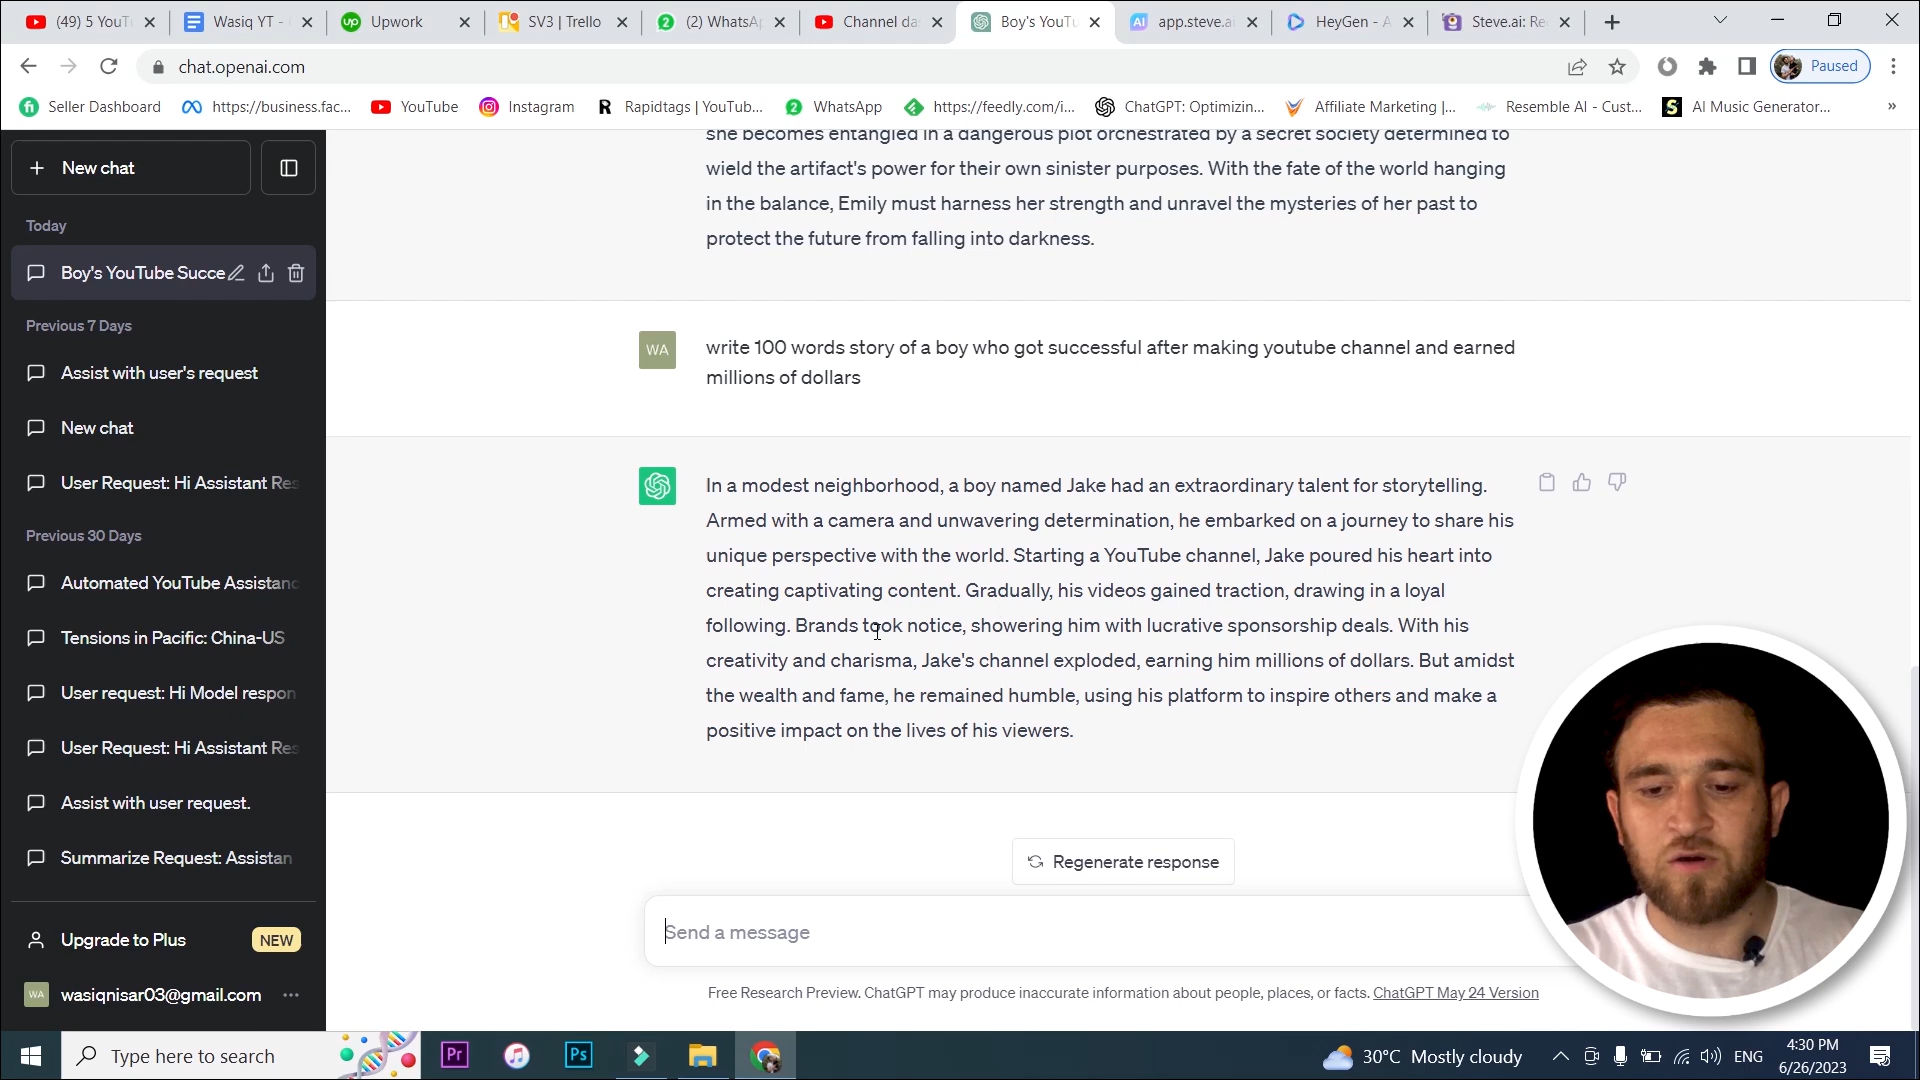 (49) 5 YouT
Wasiq YT -
Upwork
SV3 | Trello
(2) WhatsA
Channel da
Boy's YouTu
app.steve.ai
HeyGen - A
Steve.ai: Re
chat.openai.com
Paused
Seller Dashboard
https://business.fac...
YouTube
Instagram
Rapidtags | YouTub...
WhatsApp
https://feedly.com/i...
ChatGPT: Optimizin...
Affiliate Marketing |...
Resemble AI - Cust...
AI Music Generator...
»
New chat
Today
Boy's YouTube Succe
Previous 7 Days
Assist with user's request
New chat
User Request: Hi Assistant Res
Previous 30 Days
Automated YouTube Assistanc
Tensions in Pacific: China-US
User request: Hi Model respon
User Request: Hi Assistant Res
Assist with user request.
Summarize Request: Assistan
Upgrade to Plus
NEW
WA
wasiqnisar03@gmail.com
she becomes entangled in a dangerous plot orchestrated by a secret society determined to
wield the artifact's power for their own sinister purposes. With the fate of the world hanging
in the balance, Emily must harness her strength and unravel the mysteries of her past to
protect the future from falling into darkness.
WA
write 100 words story of a boy who got successful after making youtube channel and earned
millions of dollars
In a modest neighborhood, a boy named Jake had an extraordinary talent for storytelling.
Armed with a camera and unwavering determination, he embarked on a journey to share his
unique perspective with the world. Starting a YouTube channel, Jake poured his heart into
creating captivating content. Gradually, his videos gained traction, drawing in a loyal
following. Brands took notice, showering him with lucrative sponsorship deals. With his
creativity and charisma, Jake's channel exploded, earning him millions of dollars. But amidst
the wealth and fame, he remained humble, using his platform to inspire others and make a
positive impact on the lives of his viewers.
Regenerate response
Send a message
Free Research Preview. ChatGPT may produce inaccurate information about people, places, or facts. ChatGPT May 24 Version
Type here to search
Pr
Ps
30°C Mostly cloudy
ENG
4:30 PM
6/26/2023